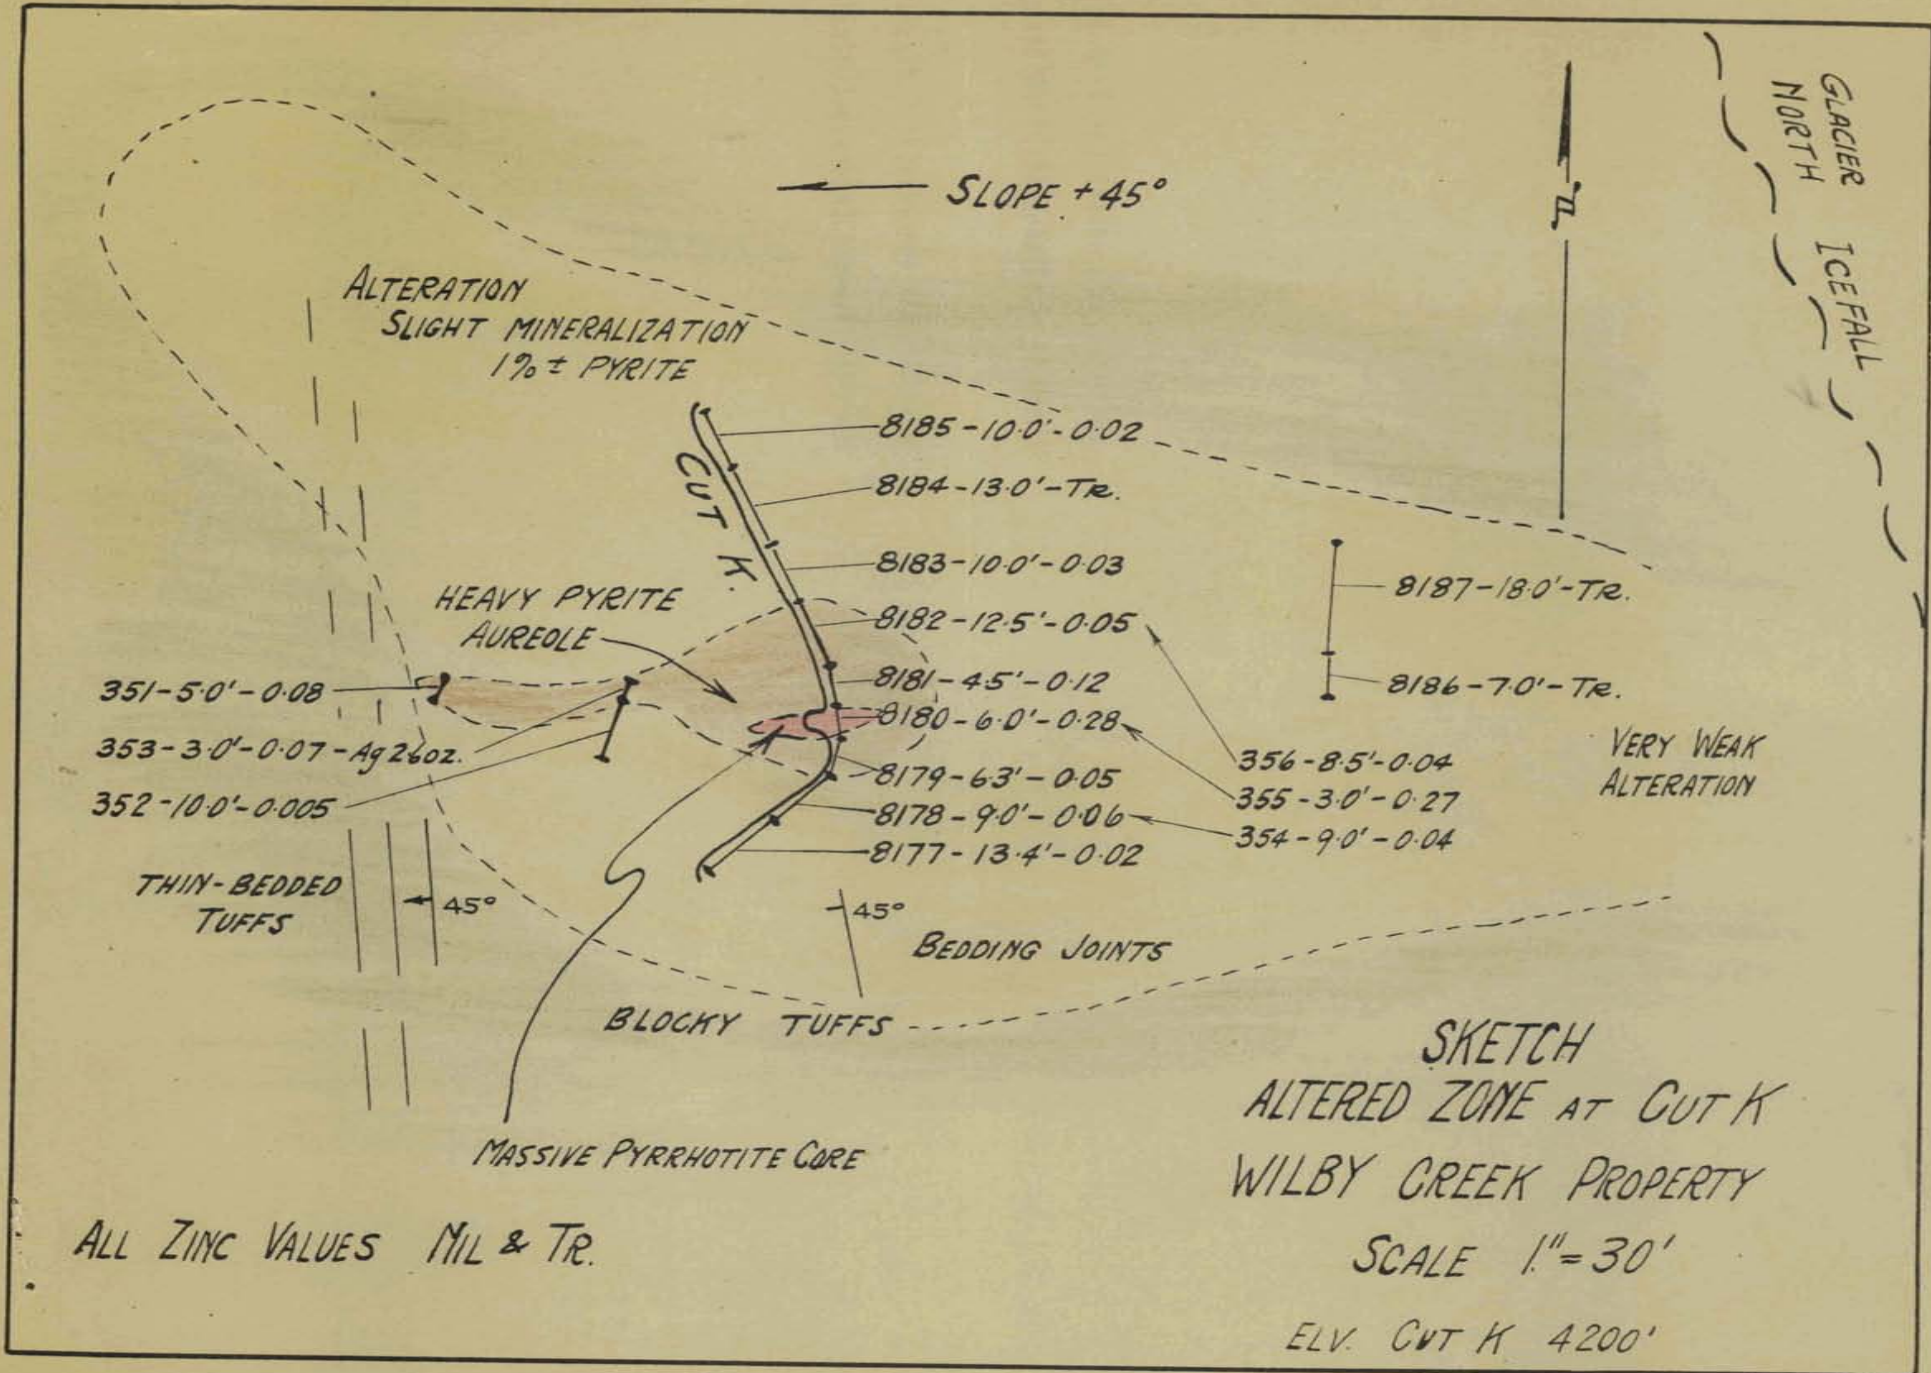 GLACIER ICEFALL
NORTH
n
SLOPE + 45°
ALTERATION
SLIGHT MINERALIZATION
1% ± PYRITE
CUT K.
8185-10.0'-0.02
8184-13.0'-TR.
8183-10.0'-0.03
8182-12.5'-0.05
8181-4.5'-0.12
8180-6.0'-0.28
8179-6.3'-0.05
8178-9.0'-0.06
8177-13.4'-0.02
8187-18.0'-TR.
8186-7.0'-TR.
356-8.5'-0.04
355-3.0'-0.27
354-9.0'-0.04
VERY WEAK
ALTERATION
HEAVY PYRITE
AUREOLE
351-5.0'-0.08
353-3.0'-0.07-Ag 2.6oz.
352-10.0'-0.005
THIN-BEDDED
TUFFS
45°
45°
BEDDING JOINTS
BLOCKY TUFFS
MASSIVE PYRRHOTITE CORE
ALL ZINC VALUES NIL & TR.
SKETCH
ALTERED ZONE AT CUT K
WILBY CREEK PROPERTY
SCALE 1."=30'
ELV. CUT K 4200'